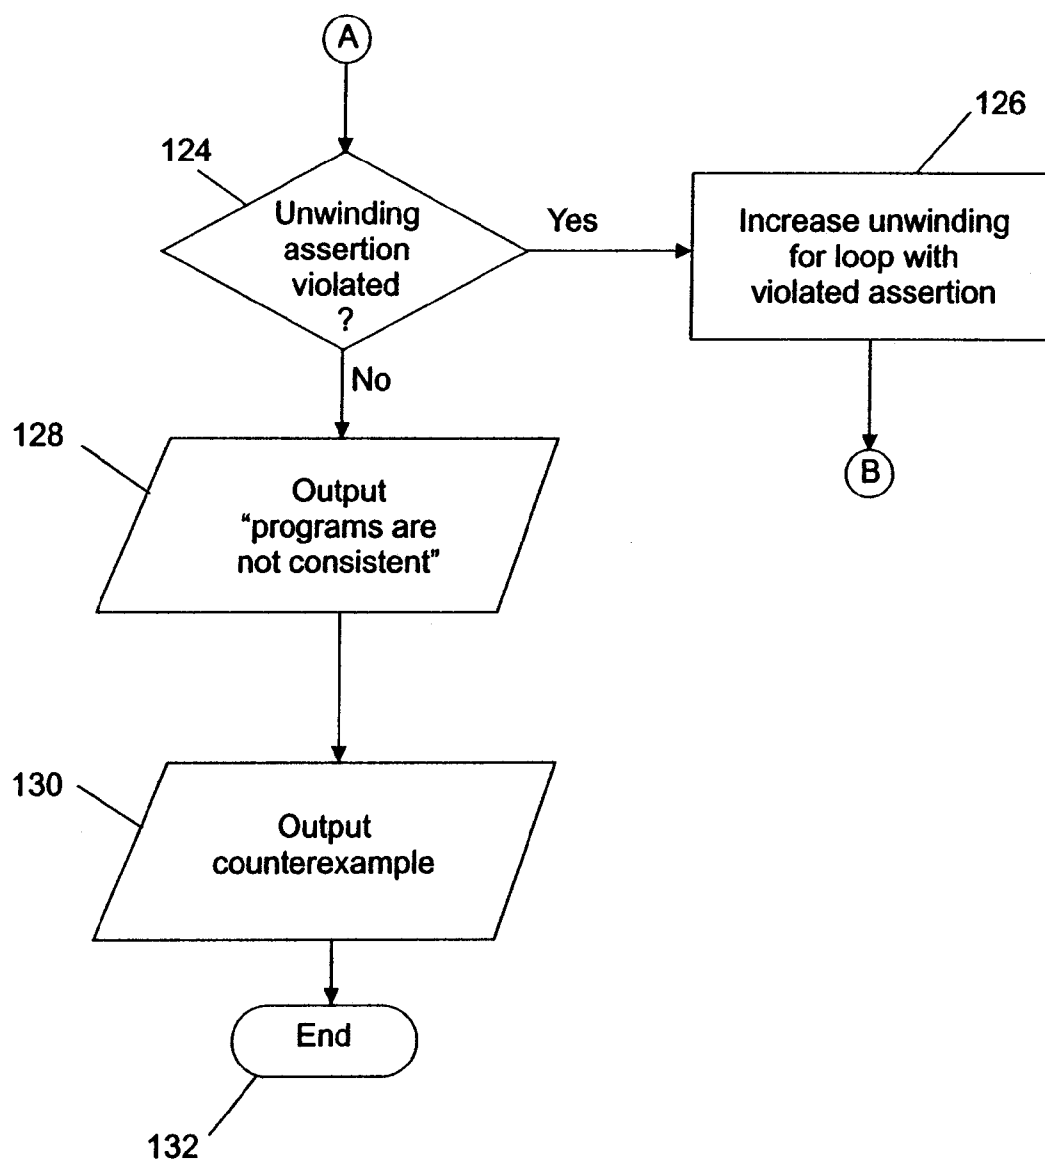 A
124
Unwinding
assertion
violated
?
Yes
126
Increase unwinding
for loop with
violated assertion
No
B
128
Output
“programs are
not consistent”
130
Output
counterexample
End
132